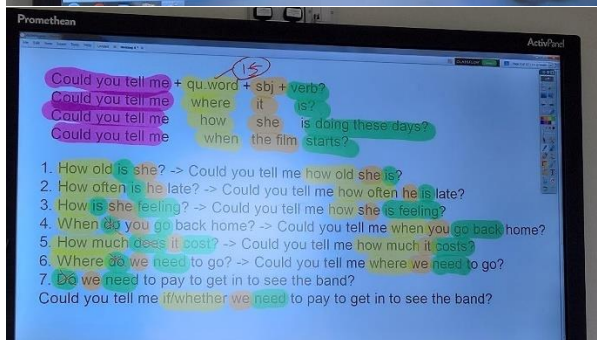 Promethean
ActivPanel
15
Could you tell me + qu.word + sbj + verb?
Could you tell me where it is?
Could you tell me how she is doing these days?
Could you tell me when the film starts?
1. How old is she? -> Could you tell me how old she is?
2. How often is he late? -> Could you tell me how often he is late?
3. How is she feeling? -> Could you tell me how she is feeling?
4. When do you go back home? -> Could you tell me when you go back home?
5. How much does it cost? -> Could you tell me how much it costs?
6. Where do we need to go? -> Could you tell me where we need to go?
7. Do we need to pay to get in to see the band?
Could you tell me if/whether we need to pay to get in to see the band?